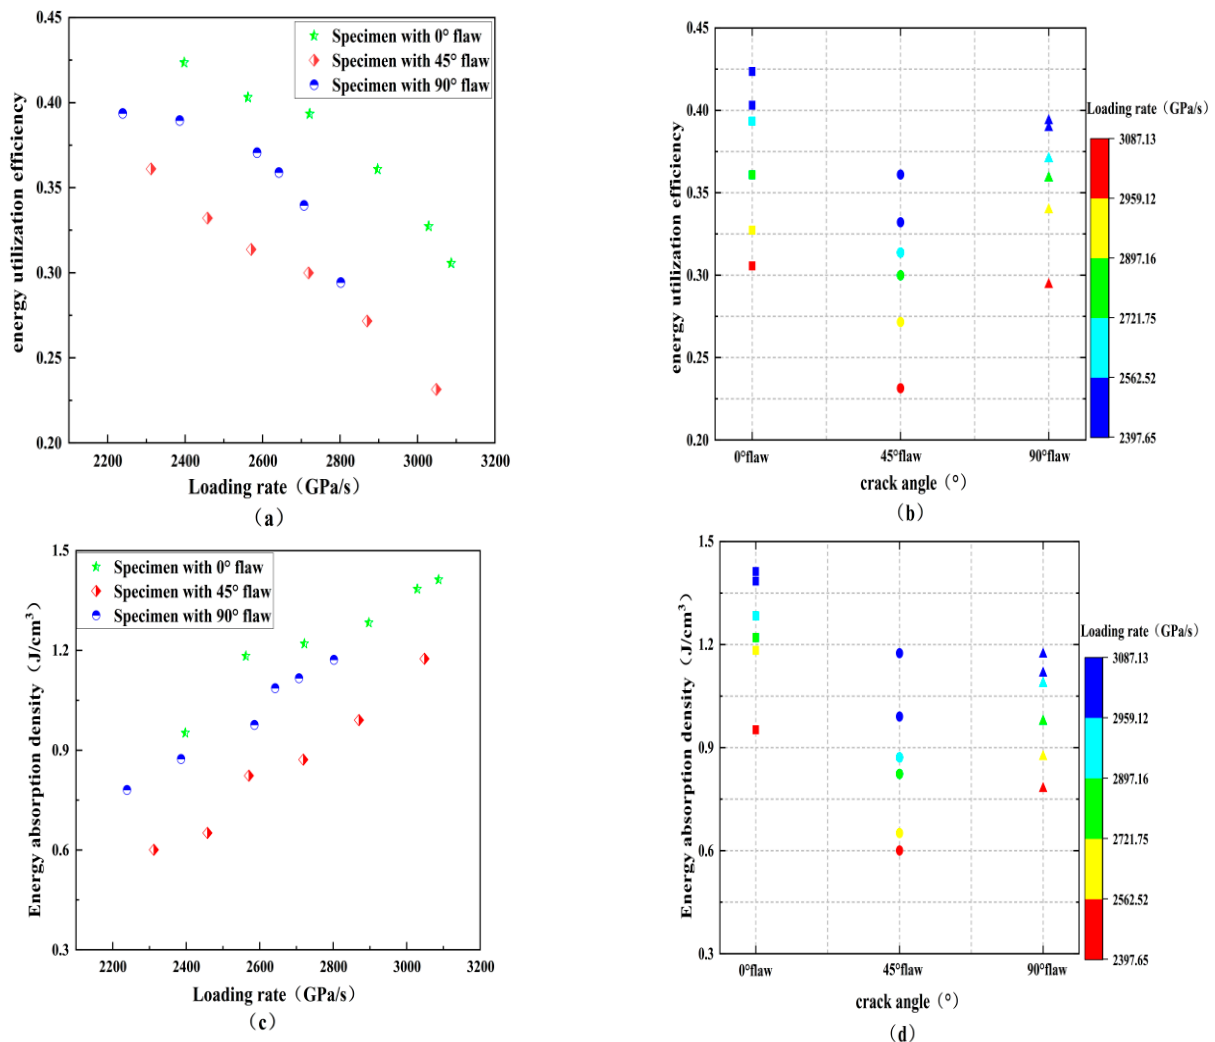 0.45
0.40
0.35
0.30
0.25
0.20
energy utilization efficiency
Specimen with 0° flaw
Specimen with 45° flaw
Specimen with 90° flaw
2200 2400 2600 2800 3000 3200
Loading rate（GPa/s）
（a）
0.45
0.40
0.35
0.30
0.25
0.20
energy utilization efficiency
0°flaw 45°flaw 90°flaw
crack angle（°）
（b）
Loading rate（GPa/s）
3087.13
2959.12
2897.16
2721.75
2562.52
2397.65
1.5
1.2
0.9
0.6
0.3
Energy absorption density（J/cm³）
Specimen with 0° flaw
Specimen with 45° flaw
Specimen with 90° flaw
2200 2400 2600 2800 3000 3200
Loading rate（GPa/s）
（c）
1.5
1.2
0.9
0.6
0.3
Energy absorption density（J/cm³）
0°flaw 45°flaw 90°flaw
crack angle（°）
（d）
Loading rate（GPa/s）
3087.13
2959.12
2897.16
2721.75
2562.52
2397.65